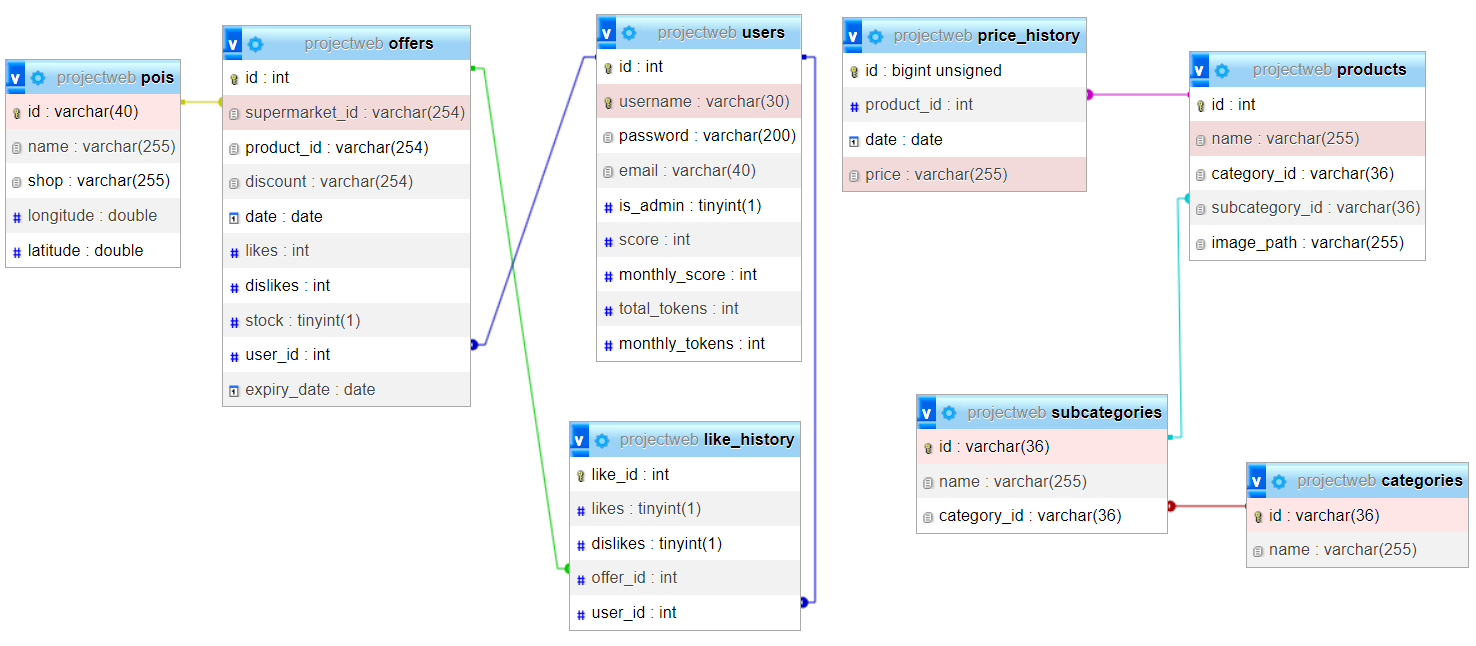 projectweb pois
id : varchar(40)
name : varchar(255)
shop : varchar(255)
longitude : double
latitude : double
projectweb offers
id : int
supermarket_id : varchar(254)
product_id : varchar(254)
discount : varchar(254)
date : date
likes : int
dislikes : int
stock : tinyint(1)
user_id : int
expiry_date : date
projectweb users
id : int
username : varchar(30)
password : varchar(200)
email : varchar(40)
is_admin : tinyint(1)
score : int
monthly_score : int
total_tokens : int
monthly_tokens : int
projectweb like_history
like_id : int
likes : tinyint(1)
dislikes : tinyint(1)
offer_id : int
user_id : int
projectweb price_history
id : bigint unsigned
product_id : int
date : date
price : varchar(255)
projectweb products
id : int
name : varchar(255)
category_id : varchar(36)
subcategory_id : varchar(36)
image_path : varchar(255)
projectweb subcategories
id : varchar(36)
name : varchar(255)
category_id : varchar(36)
projectweb categories
id : varchar(36)
name : varchar(255)